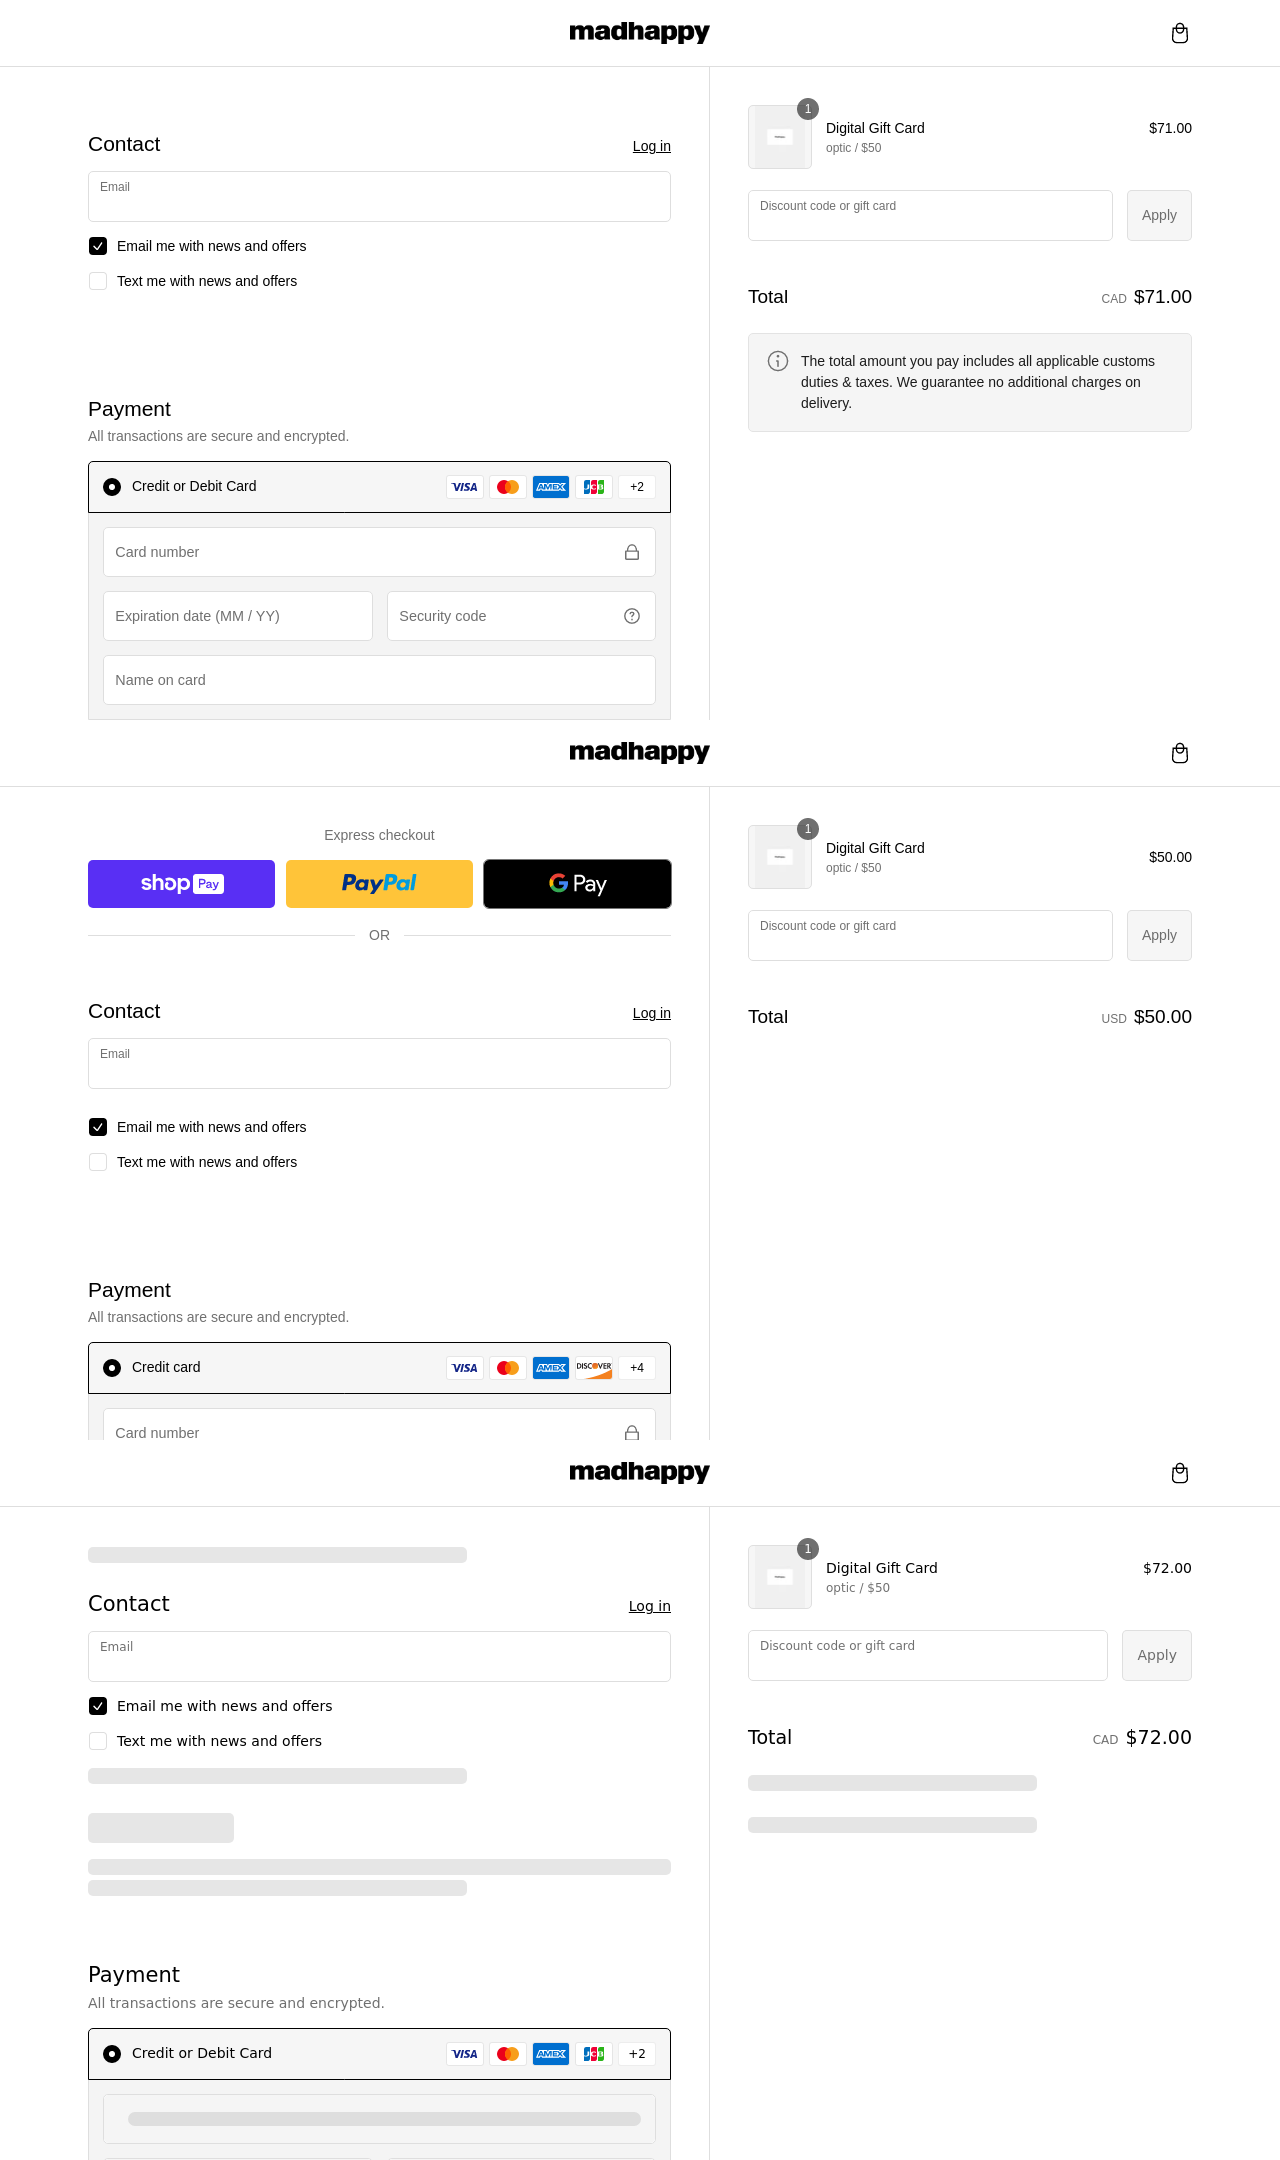 madhappy
Contact
Log in
Email
Email me with news and offers
Text me with news and offers
Payment
All transactions are secure and encrypted.
Credit or Debit Card
VISA
AMEX
JCB
+2
Card number
Expiration date (MM / YY)
Security code
Name on card
1
Digital Gift Card
$71.00
optic / $50
Discount code or gift card
Apply
Total
CAD $71.00
The total amount you pay includes all applicable customs
duties & taxes. We guarantee no additional charges on
delivery.
madhappy
Express checkout
shop Pay
PayPal
G Pay
OR
Contact
Log in
Email
Email me with news and offers
Text me with news and offers
Payment
All transactions are secure and encrypted.
Credit card
VISA
AMEX
DISCOVER
+4
Card number
1
Digital Gift Card
$50.00
optic / $50
Discount code or gift card
Apply
Total
USD $50.00
madhappy
Contact
Log in
Email
Email me with news and offers
Text me with news and offers
Payment
All transactions are secure and encrypted.
Credit or Debit Card
VISA
AMEX
JCB
+2
1
Digital Gift Card
$72.00
optic / $50
Discount code or gift card
Apply
Total
CAD $72.00